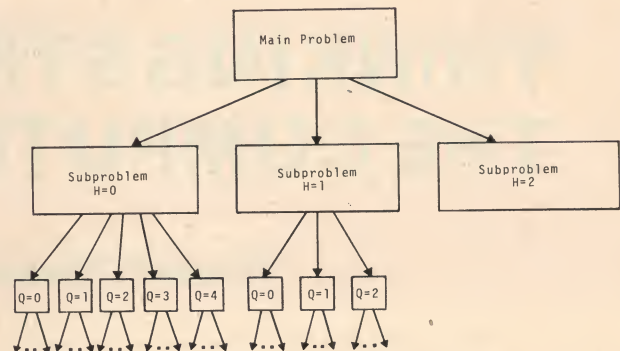 Main Problem
Subproblem
H=0
Subproblem
H=1
Subproblem
H=2
Q=0
Q=1
Q=2
Q=3
Q=4
Q=0
Q=1
Q=2